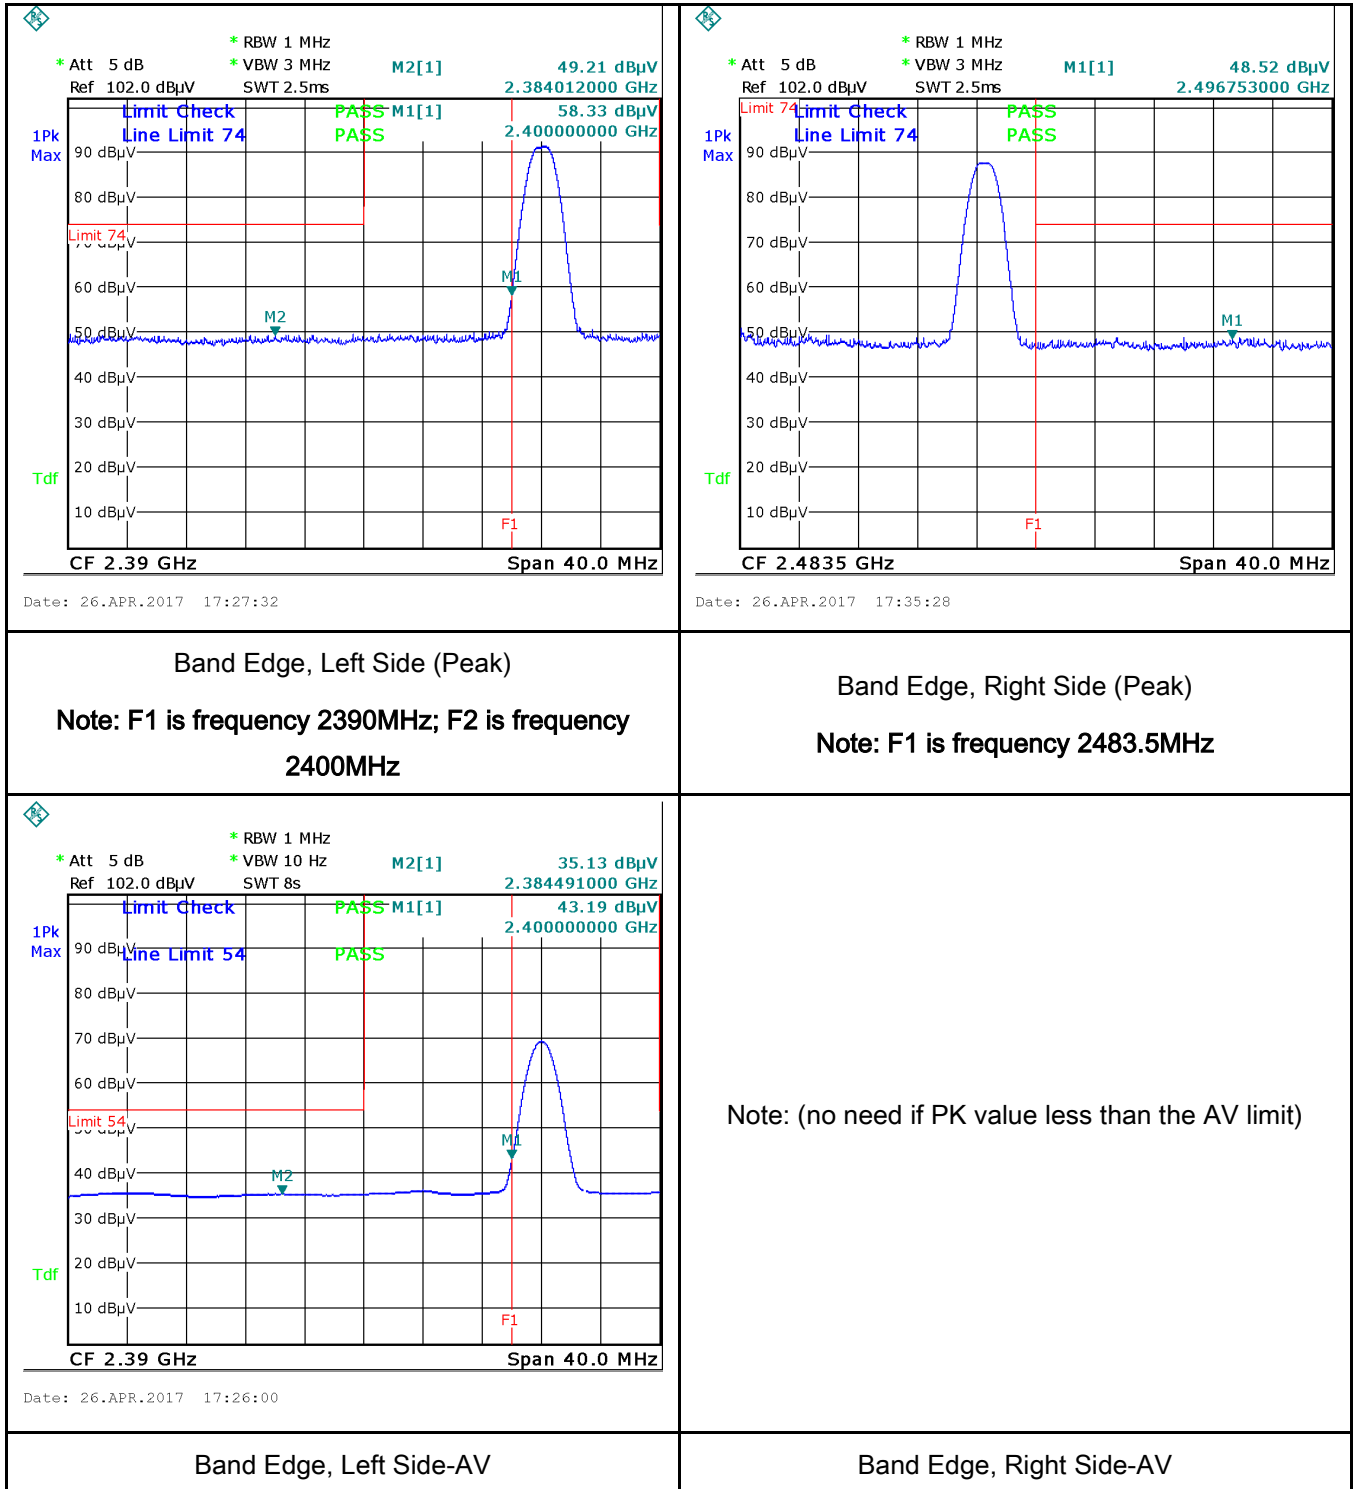 * RBW 1 MHz
* Att 5 dB * VBW 3 MHz M2[1] 49.21 dBµV
Ref 102.0 dBµV SWT 2.5ms 2.384012000 GHz
Limit Check PASS M1[1] 58.33 dBµV
1Pk Line Limit 74 PASS 2.400000000 GHz
Max
90 dBµV
80 dBµV
Limit 74
70 dBµV
M1
60 dBµV
M2
50 dBµV
40 dBµV
30 dBµV
20 dBµV
Tdf
10 dBµV
F1
CF 2.39 GHz Span 40.0 MHz
Date: 26.APR.2017 17:27:32
* RBW 1 MHz
* Att 5 dB * VBW 3 MHz M1[1] 48.52 dBµV
Ref 102.0 dBµV SWT 2.5ms 2.496753000 GHz
Limit 74 Limit Check PASS
1Pk Line Limit 74 PASS
Max
90 dBµV
80 dBµV
70 dBµV
60 dBµV
M1
50 dBµV
40 dBµV
30 dBµV
20 dBµV
Tdf
10 dBµV
F1
CF 2.4835 GHz Span 40.0 MHz
Date: 26.APR.2017 17:35:28
Band Edge, Left Side (Peak)
Note: F1 is frequency 2390MHz; F2 is frequency
2400MHz
Band Edge, Right Side (Peak)
Note: F1 is frequency 2483.5MHz
* RBW 1 MHz
* Att 5 dB * VBW 10 Hz M2[1] 35.13 dBµV
Ref 102.0 dBµV SWT 8s 2.384491000 GHz
Limit Check PASS M1[1] 43.19 dBµV
1Pk 2.400000000 GHz
Max
90 dBµV Line Limit 54 PASS
80 dBµV
70 dBµV
60 dBµV
Limit 54
50 dBµV
M1
40 dBµV
M2
30 dBµV
20 dBµV
Tdf
10 dBµV
F1
CF 2.39 GHz Span 40.0 MHz
Date: 26.APR.2017 17:26:00
Note: (no need if PK value less than the AV limit)
Band Edge, Left Side-AV
Band Edge, Right Side-AV